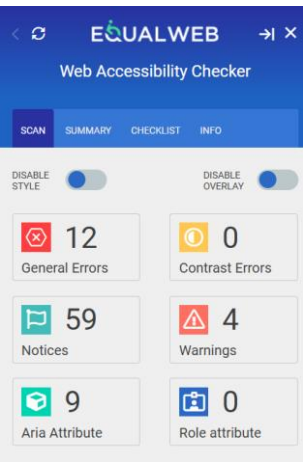 EQUALWEB
Web Accessibility Checker
SCAN SUMMARY CHECKLIST INFO
DISABLE DISABLE
STYLE OVERLAY
12 0
General Errors Contrast Errors
59 4
Notices Warnings
9 0
Aria Attribute Role attribute